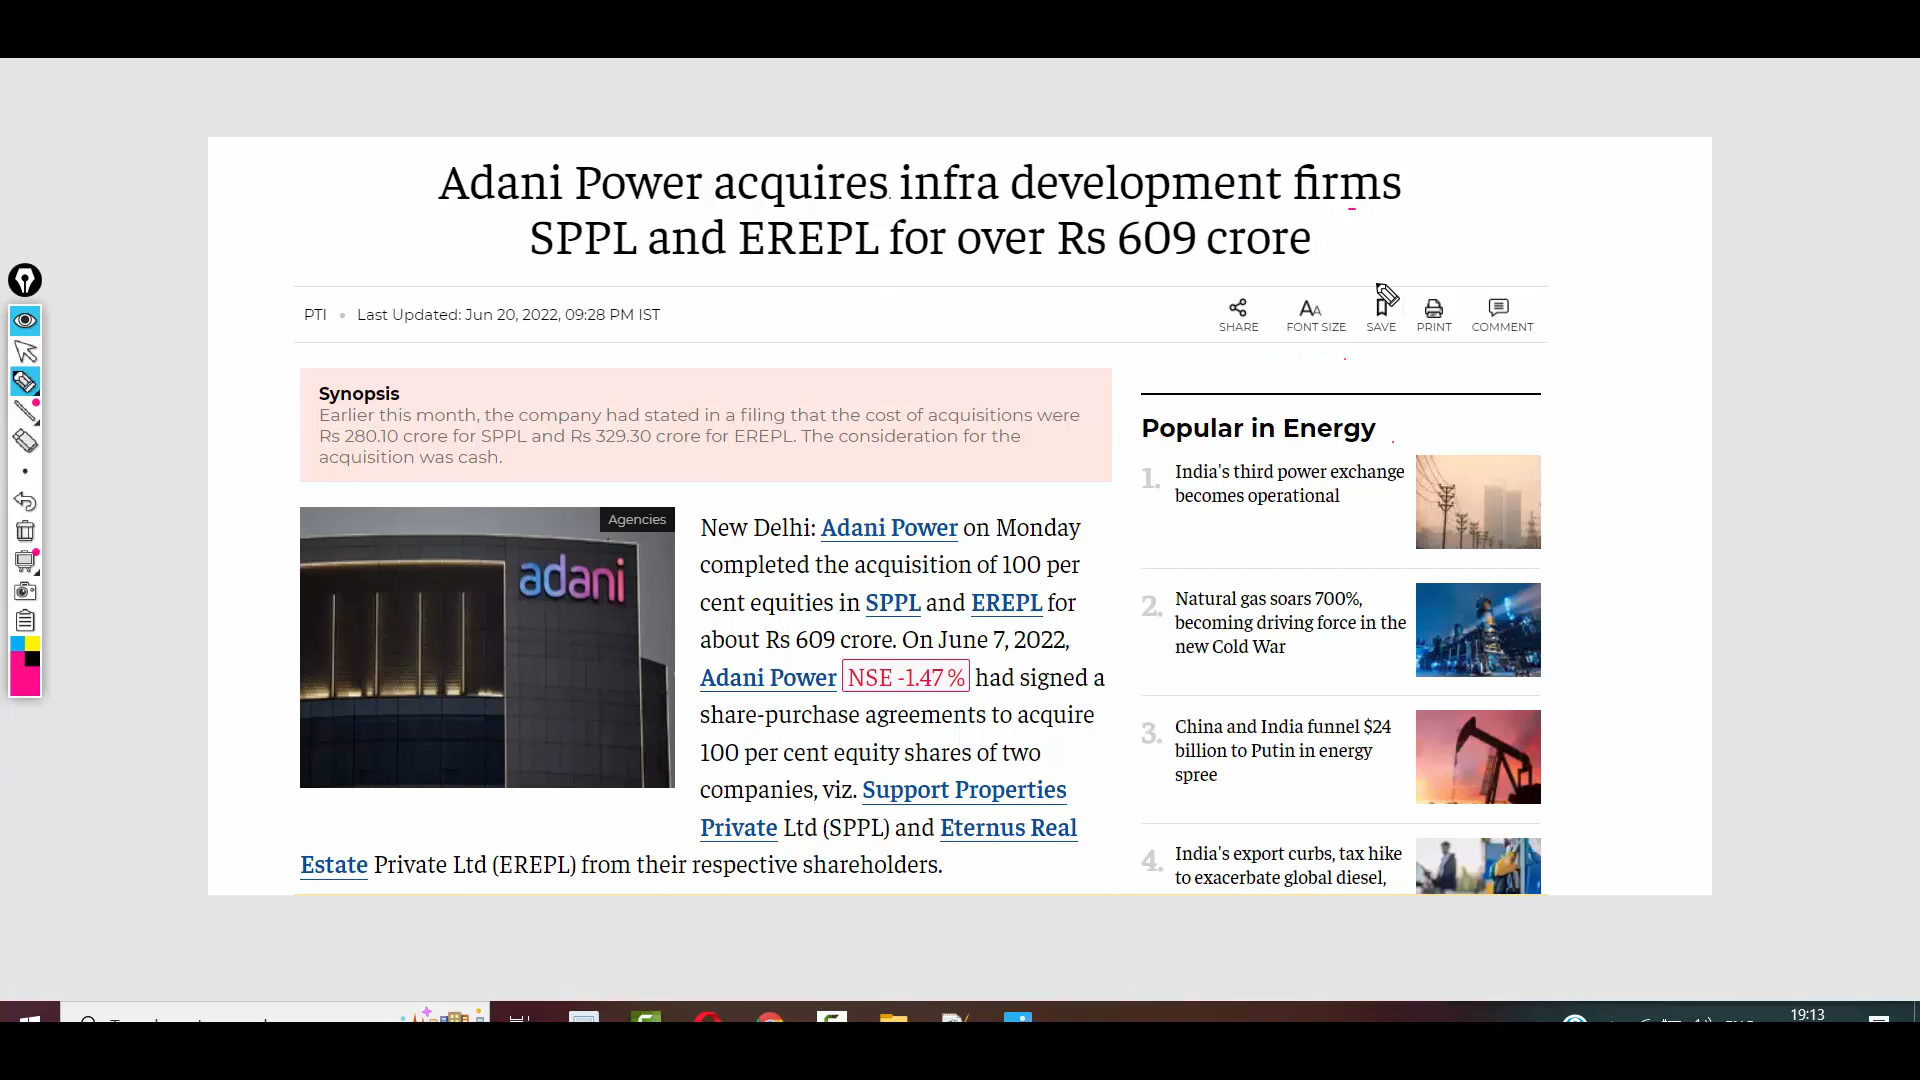 Adani Power acquires infra development firms
SPPL and EREPL for over Rs 609 crore
PTI • Last Updated: Jun 20, 2022, 09:28 PM IST
SHARE
FONT SIZE
SAVE
PRINT
COMMENT
Synopsis
Earlier this month, the company had stated in a filing that the cost of acquisitions were
Rs 280.10 crore for SPPL and Rs 329.30 crore for EREPL. The consideration for the
acquisition was cash.
Agencies
adani
New Delhi: Adani Power on Monday
completed the acquisition of 100 per
cent equities in SPPL and EREPL for
about Rs 609 crore. On June 7, 2022,
Adani Power NSE -1.47 % had signed a
share-purchase agreements to acquire
100 per cent equity shares of two
companies, viz. Support Properties
Private Ltd (SPPL) and Eternus Real
Estate Private Ltd (EREPL) from their respective shareholders.
Popular in Energy
1. India's third power exchange
becomes operational
2. Natural gas soars 700%,
becoming driving force in the
new Cold War
3. China and India funnel $24
billion to Putin in energy
spree
4. India's export curbs, tax hike
to exacerbate global diesel,
19:13